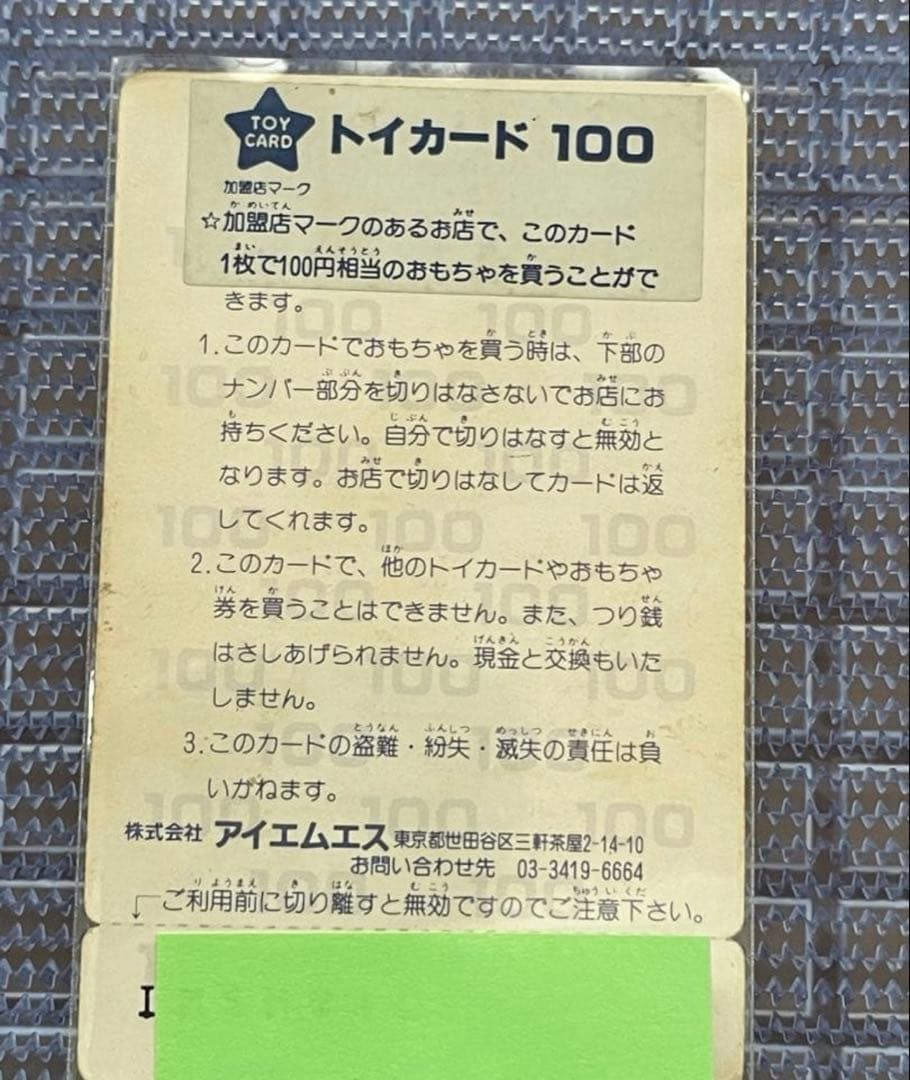 TOY
CARD
トイカード 100
加盟店マーク
☆加盟店マークのあるお店で、このカード
1枚で100円相当のおもちゃを買うことがで
きます。
1.このカードでおもちゃを買う時は、下部の
ナンバー部分を切りはなさないでお店にお
持ちください。自分で切りはなすと無効と
なります。お店で切りはなしてカードは返
してくれます。
2.このカードで、他のトイカードやおもちゃ
券を買うことはできません。また、つり銭
はさしあげられません。現金と交換もいた
しません。
3.このカードの盗難・紛失・滅失の責任は負
いかねます。
株式会社 アイエムエス 東京都世田谷区三軒茶屋2-14-10
お問い合わせ先 03-3419-6664
ご利用前に切り離すと無効ですのでご注意下さい。
I